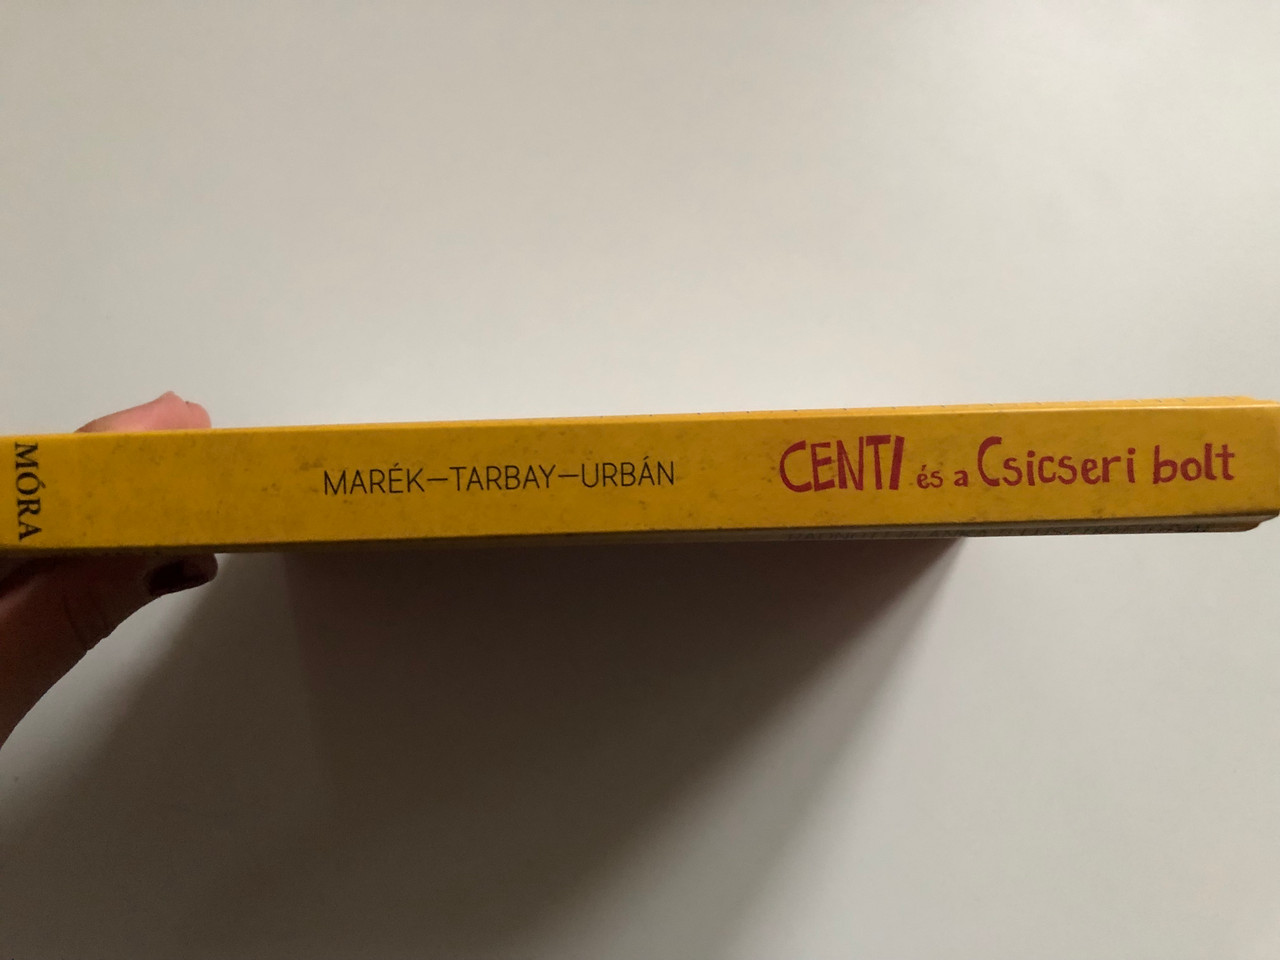 MÓRA
MARÉK–TARBAY–URBÁN
CENTI és a Csicseri bolt